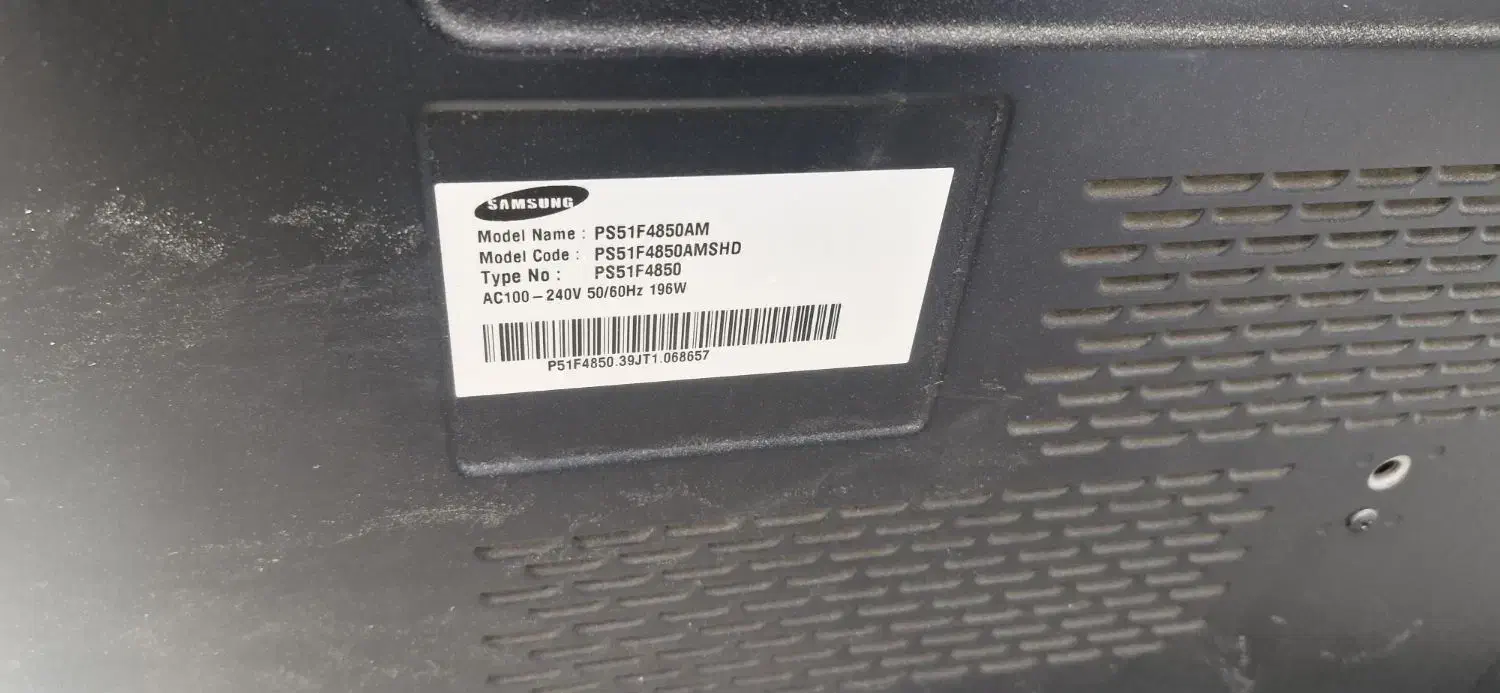 SAMSUNG
Model Name : PS51F4850AM
Model Code : PS51F4850AMSHD
Type No : PS51F4850
AC100-240V 50/60Hz 196W
P51F4850.39JT1.068657